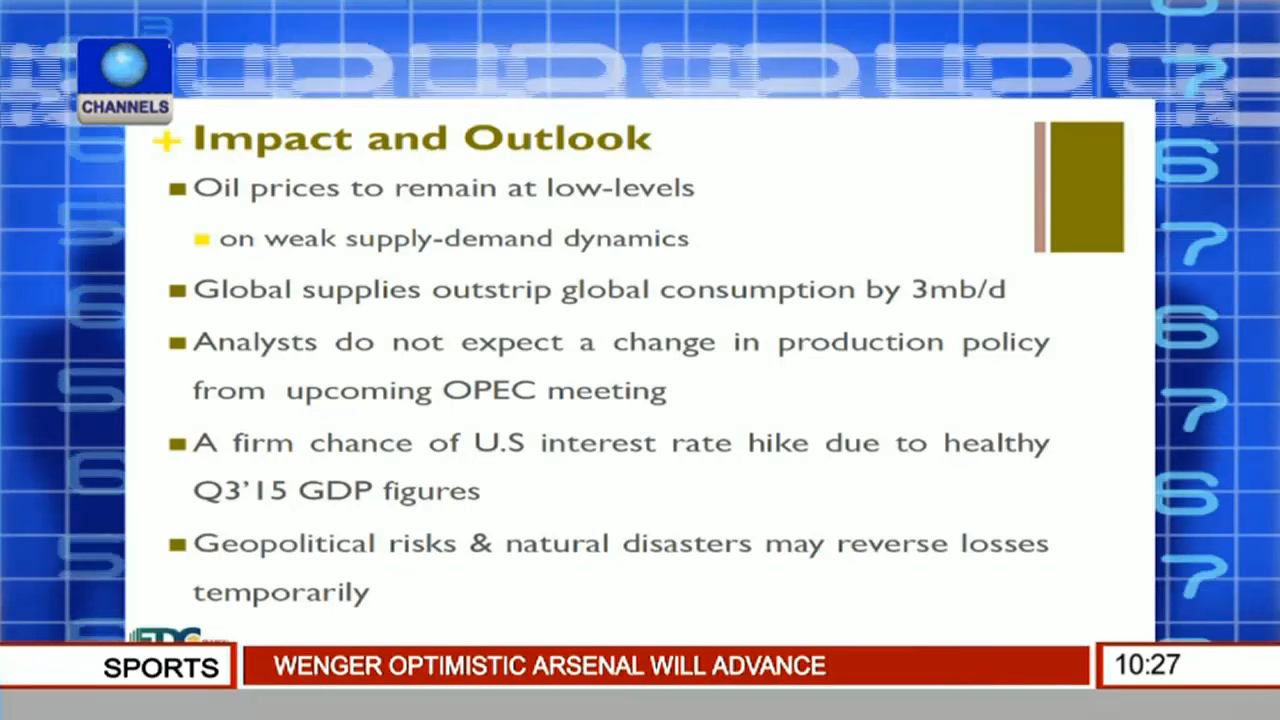 CHANNELS
Impact and Outlook
Oil prices to remain at low-levels
on weak supply-demand dynamics
Global supplies outstrip global consumption by 3mb/d
Analysts do not expect a change in production policy
from upcoming OPEC meeting
A firm chance of U.S interest rate hike due to healthy
Q3'15 GDP figures
Geopolitical risks & natural disasters may reverse losses
temporarily
SPORTS
WENGER OPTIMISTIC ARSENAL WILL ADVANCE
10:27